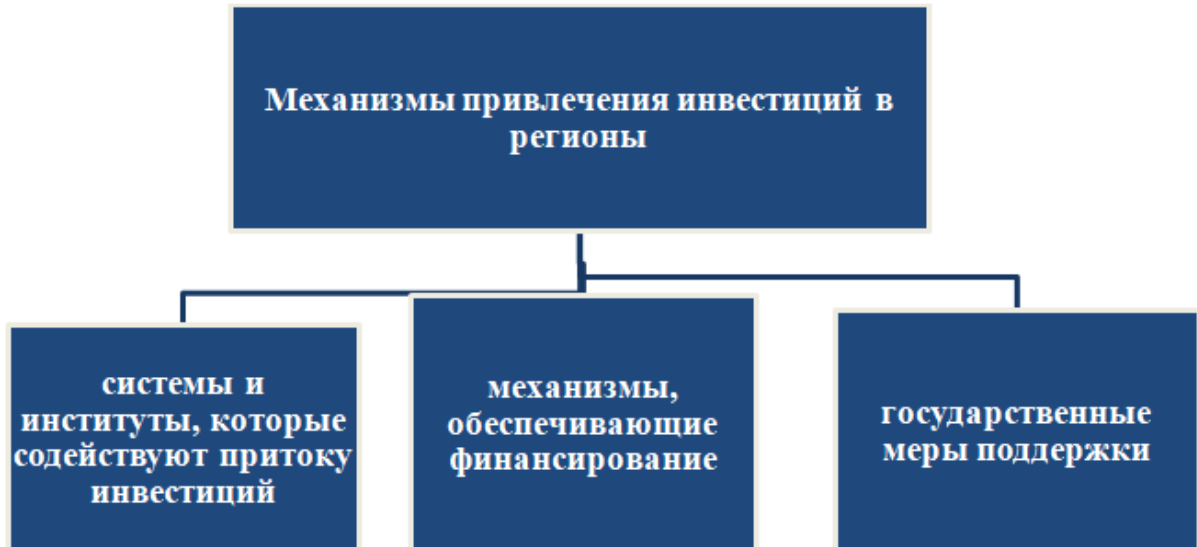 Механизмы привлечения инвестиций в
регионы
системы и
институты, которые
содействуют притоку
инвестиций
механизмы,
обеспечивающие
финансирование
государственные
меры поддержки